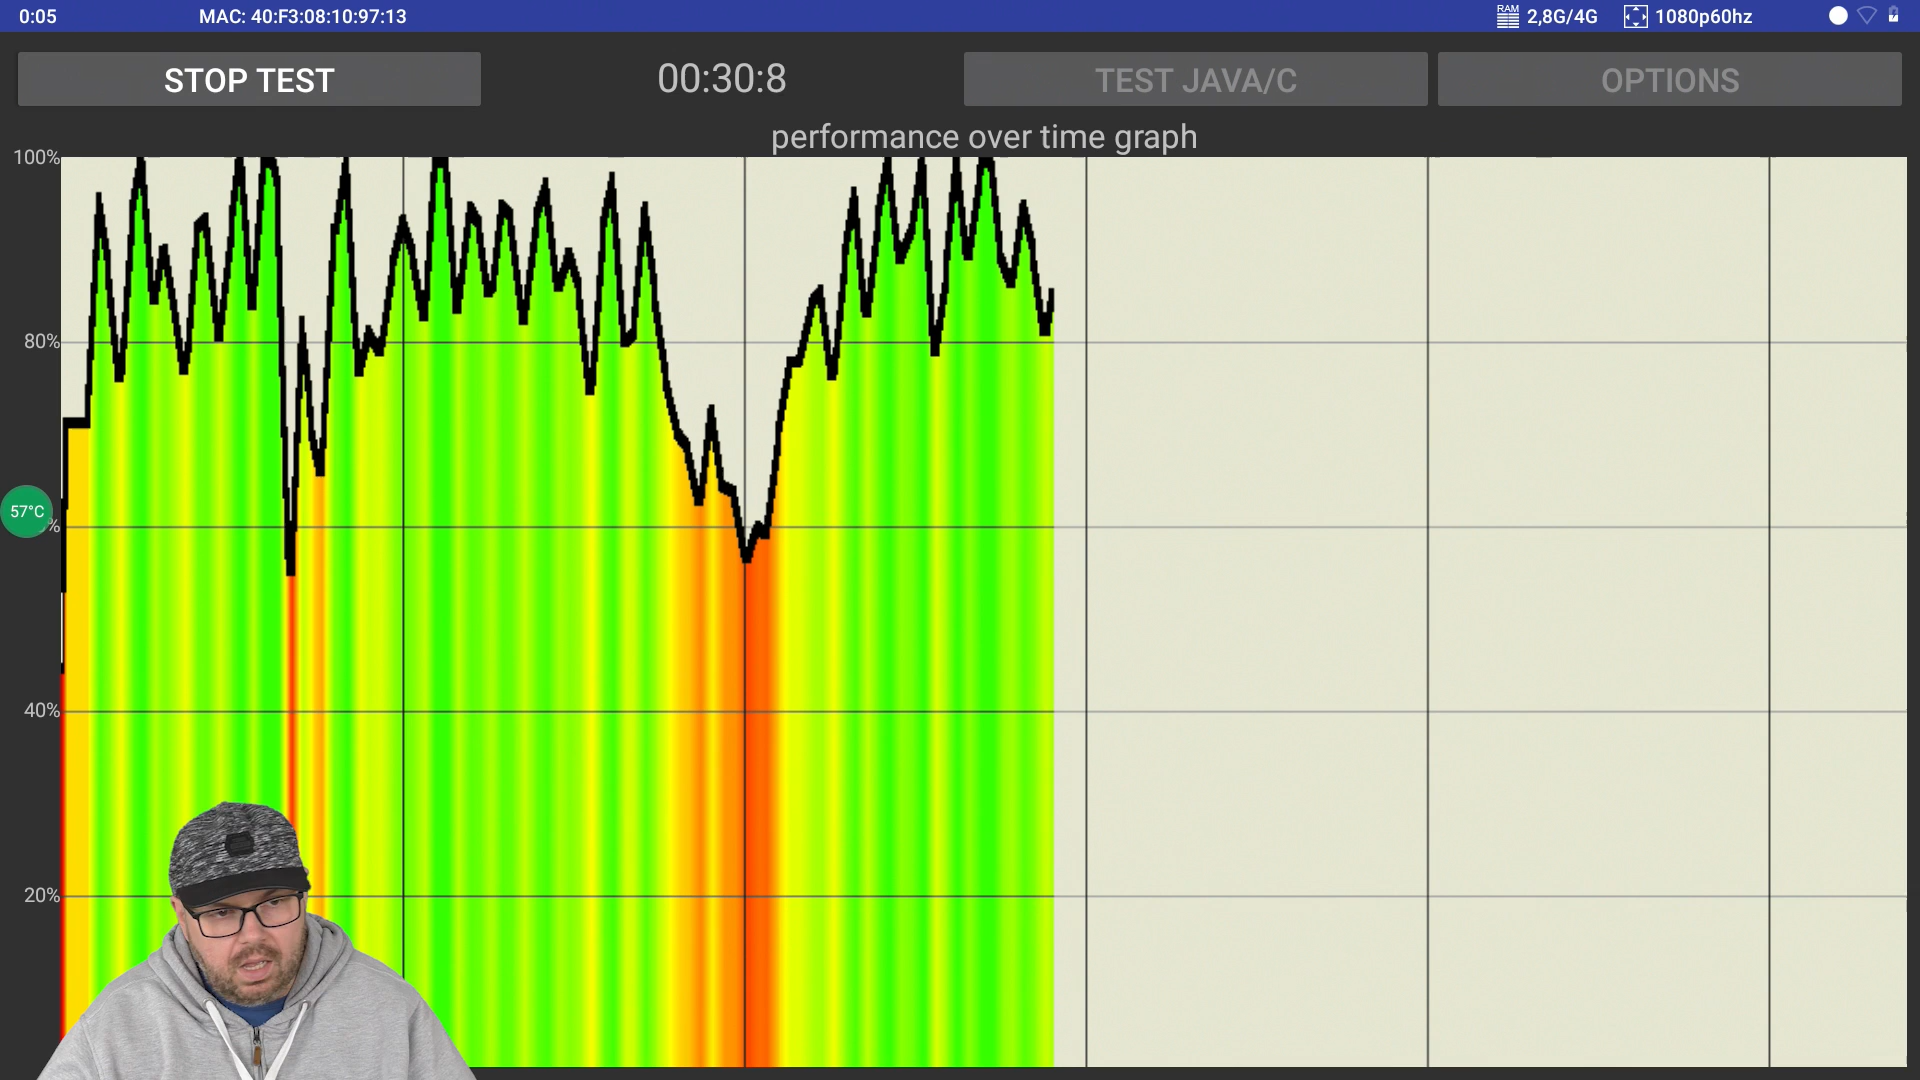 0:05 MAC: 40:F3:08:10:97:13 RAM 2,8G/4G 1080p60hz
STOP TEST 00:30:8 TEST JAVA/C OPTIONS
performance over time graph
100%
80%
57°C %
40%
20%